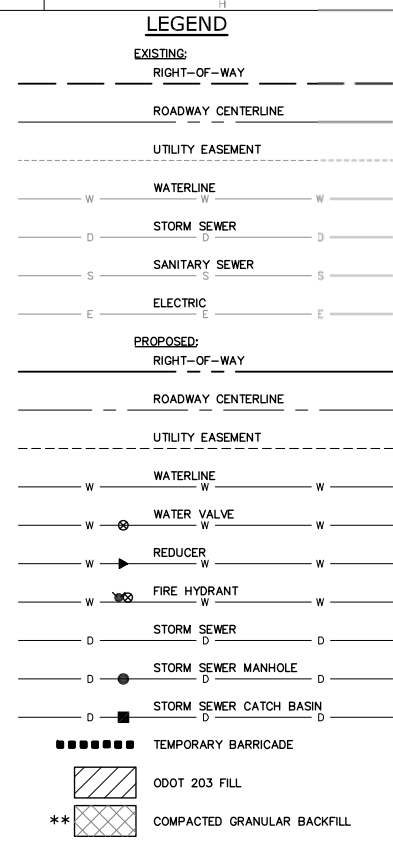 H
LEGEND
EXISTING:
RIGHT-OF-WAY
ROADWAY CENTERLINE
UTILITY EASEMENT
WATERLINE
W W W
STORM SEWER
D D D
SANITARY SEWER
S S S
ELECTRIC
E E E
PROPOSED:
RIGHT-OF-WAY
ROADWAY CENTERLINE
UTILITY EASEMENT
WATERLINE
W W W
WATER VALVE
W W W
REDUCER
W W W
FIRE HYDRANT
W W W
STORM SEWER
D D D
STORM SEWER MANHOLE
D D D
STORM SEWER CATCH BASIN
D D D
TEMPORARY BARRICADE
ODOT 203 FILL
** COMPACTED GRANULAR BACKFILL